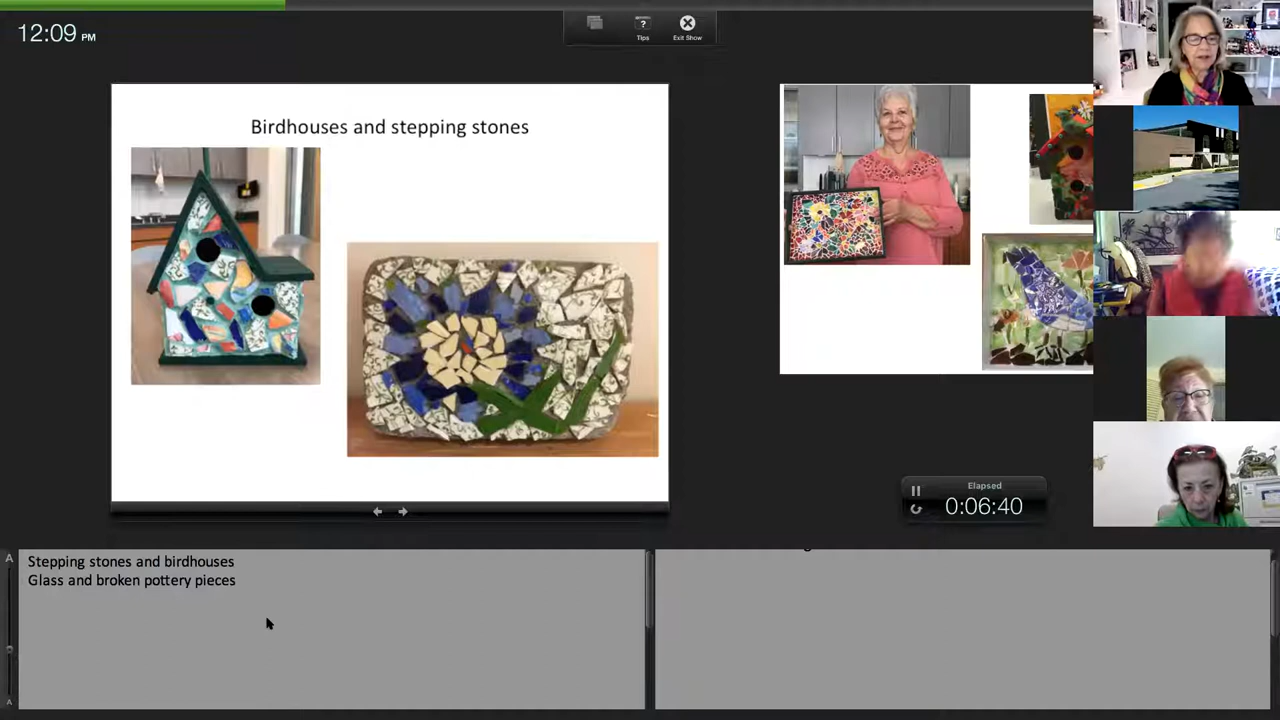 12:09 PM
Tips
Exit Show
Birdhouses and stepping stones
Elapsed
0:06:40
A
Stepping stones and birdhouses
Glass and broken pottery pieces
A